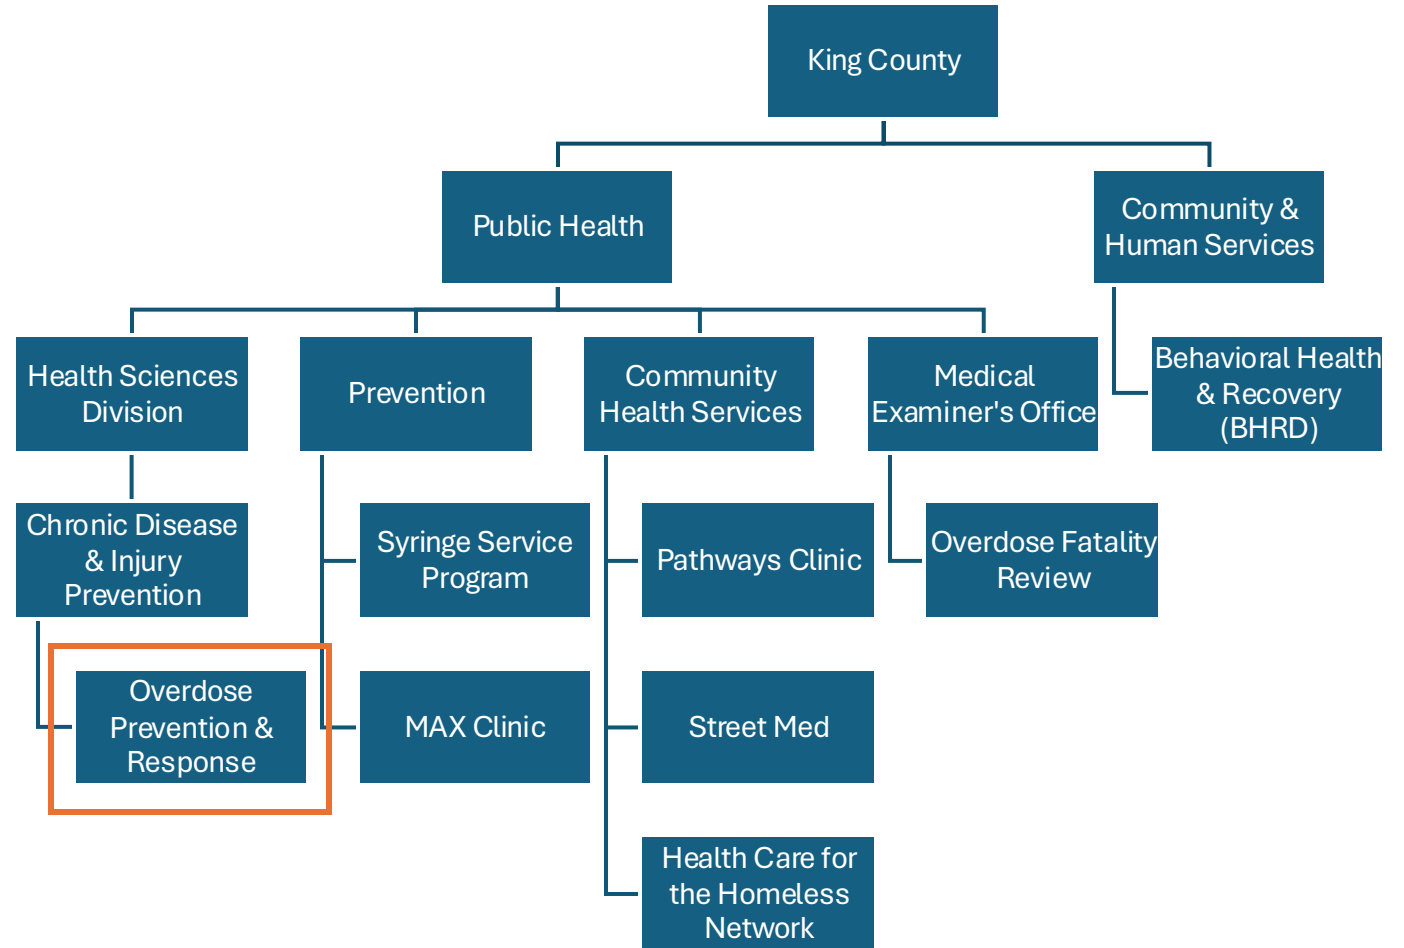 King County
Public Health
Community &
Human Services
Health Sciences
Division
Prevention
Community
Health Services
Medical
Examiner's Office
Behavioral Health
& Recovery
(BHRD)
Chronic Disease
& Injury
Prevention
Syringe Service
Program
Pathways Clinic
Overdose Fatality
Review
Overdose
Prevention &
Response
MAX Clinic
Street Med
Health Care for
the Homeless
Network